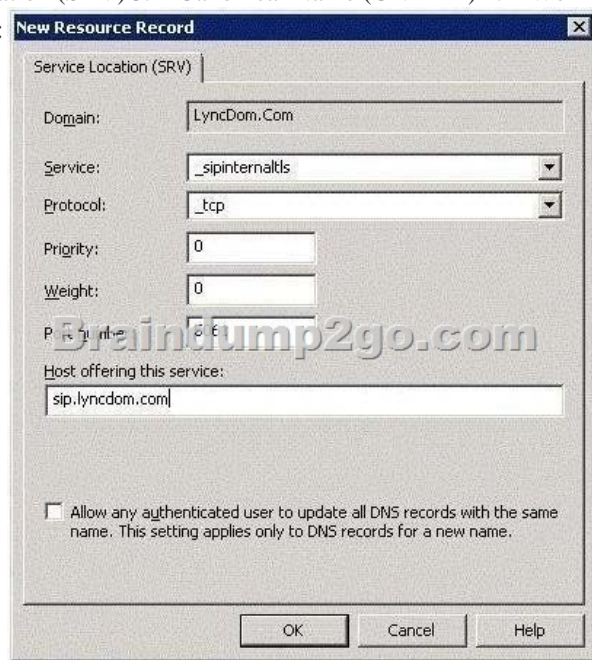 (SRV)
New Resource Record
Service Location (SRV)
Domain: LyncDom.Com
Service: _sipinternaltls
Protocol: _tcp
Priority: 0
Weight: 0
Braindump2go.com
Host offering this service:
sip.lyncdom.com
Allow any authenticated user to update all DNS records with the same
name. This setting applies only to DNS records for a new name.
OK Cancel Help